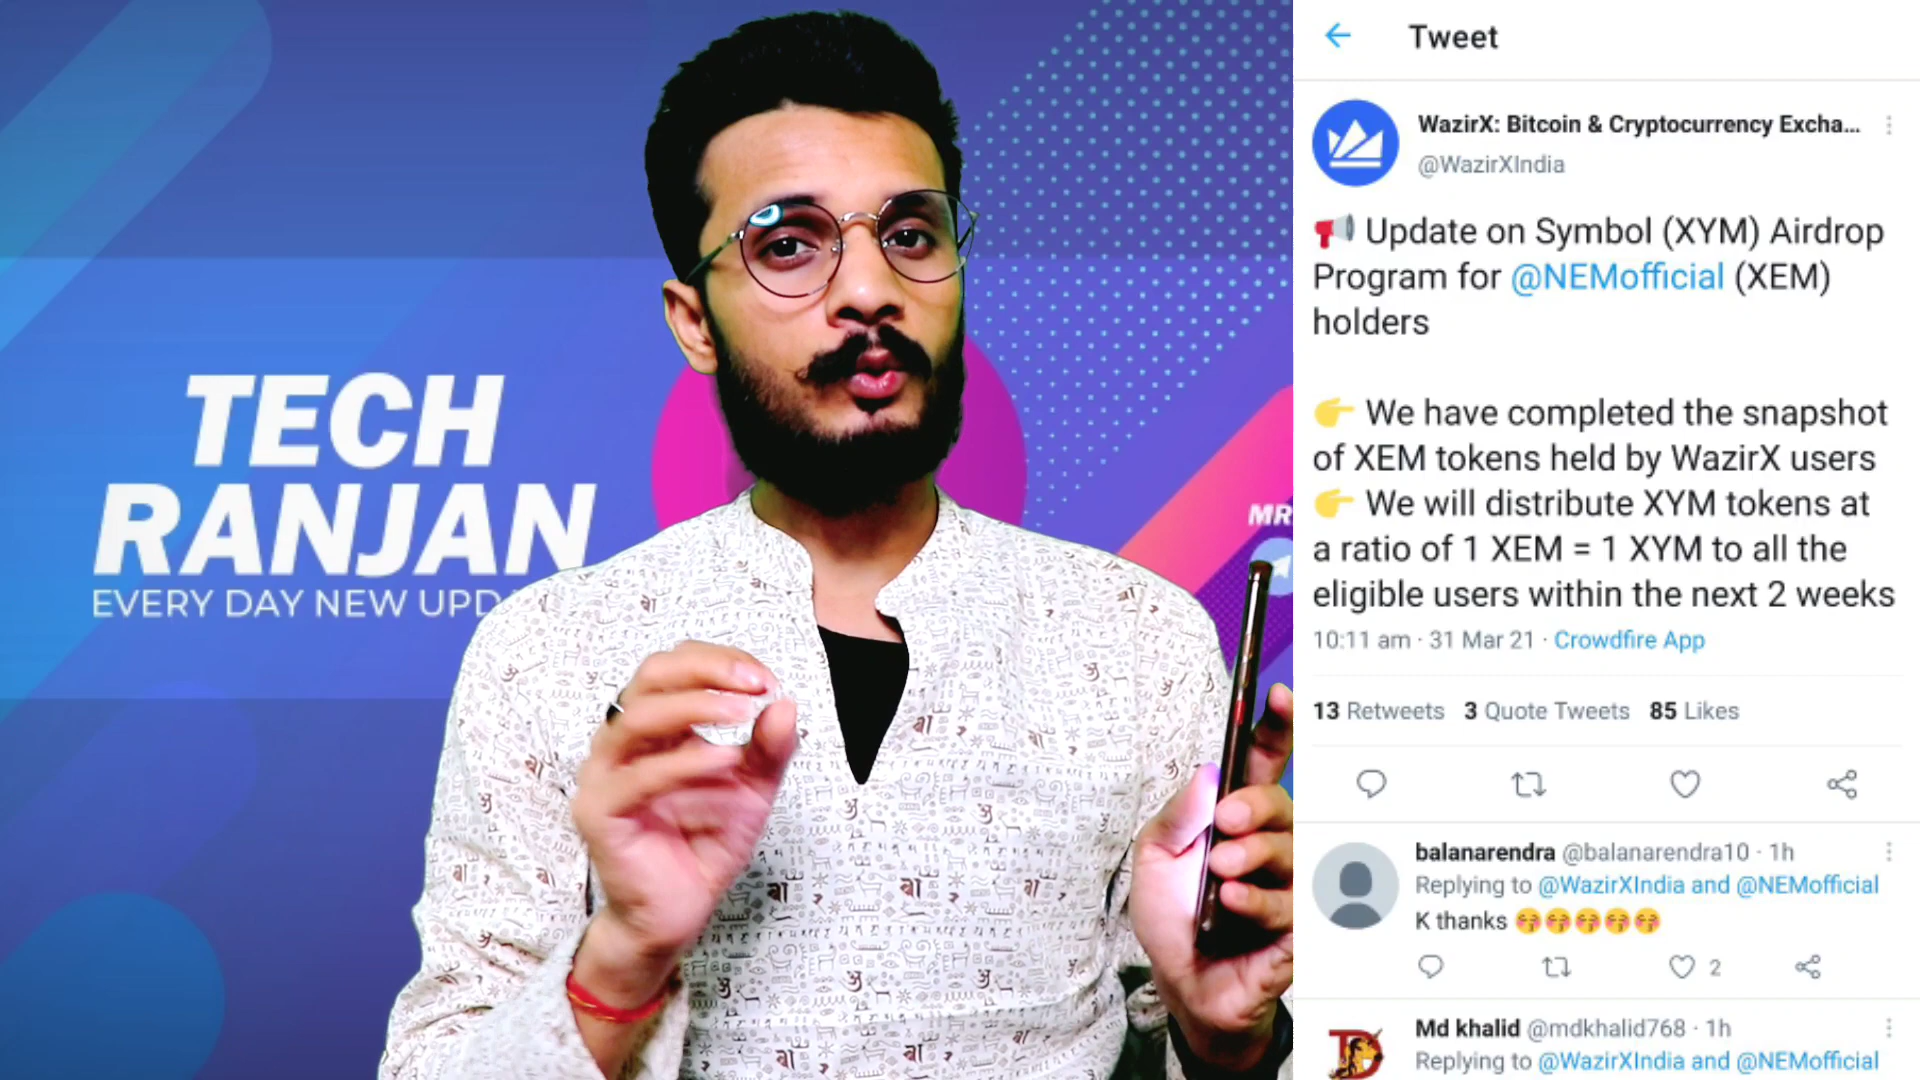 TECH
RANJAN
EVERY DAY NEW
MR
Tweet
WazirX: Bitcoin & Cryptocurrency Excha...
@WazirXIndia
📢 Update on Symbol (XYM) Airdrop
Program for @NEMofficial (XEM)
holders
👉 We have completed the snapshot
of XEM tokens held by WazirX users
👉 We will distribute XYM tokens at
a ratio of 1 XEM = 1 XYM to all the
eligible users within the next 2 weeks
10:11 am · 31 Mar 21 · Crowdfire App
13 Retweets 3 Quote Tweets 85 Likes
balanarendra @balanarendra10 · 1h
Replying to @WazirXIndia and @NEMofficial
K thanks 😚😚😚😚😚
2
Md khalid @mdkhalid768 · 1h
Replying to @WazirXIndia and @NEMofficial